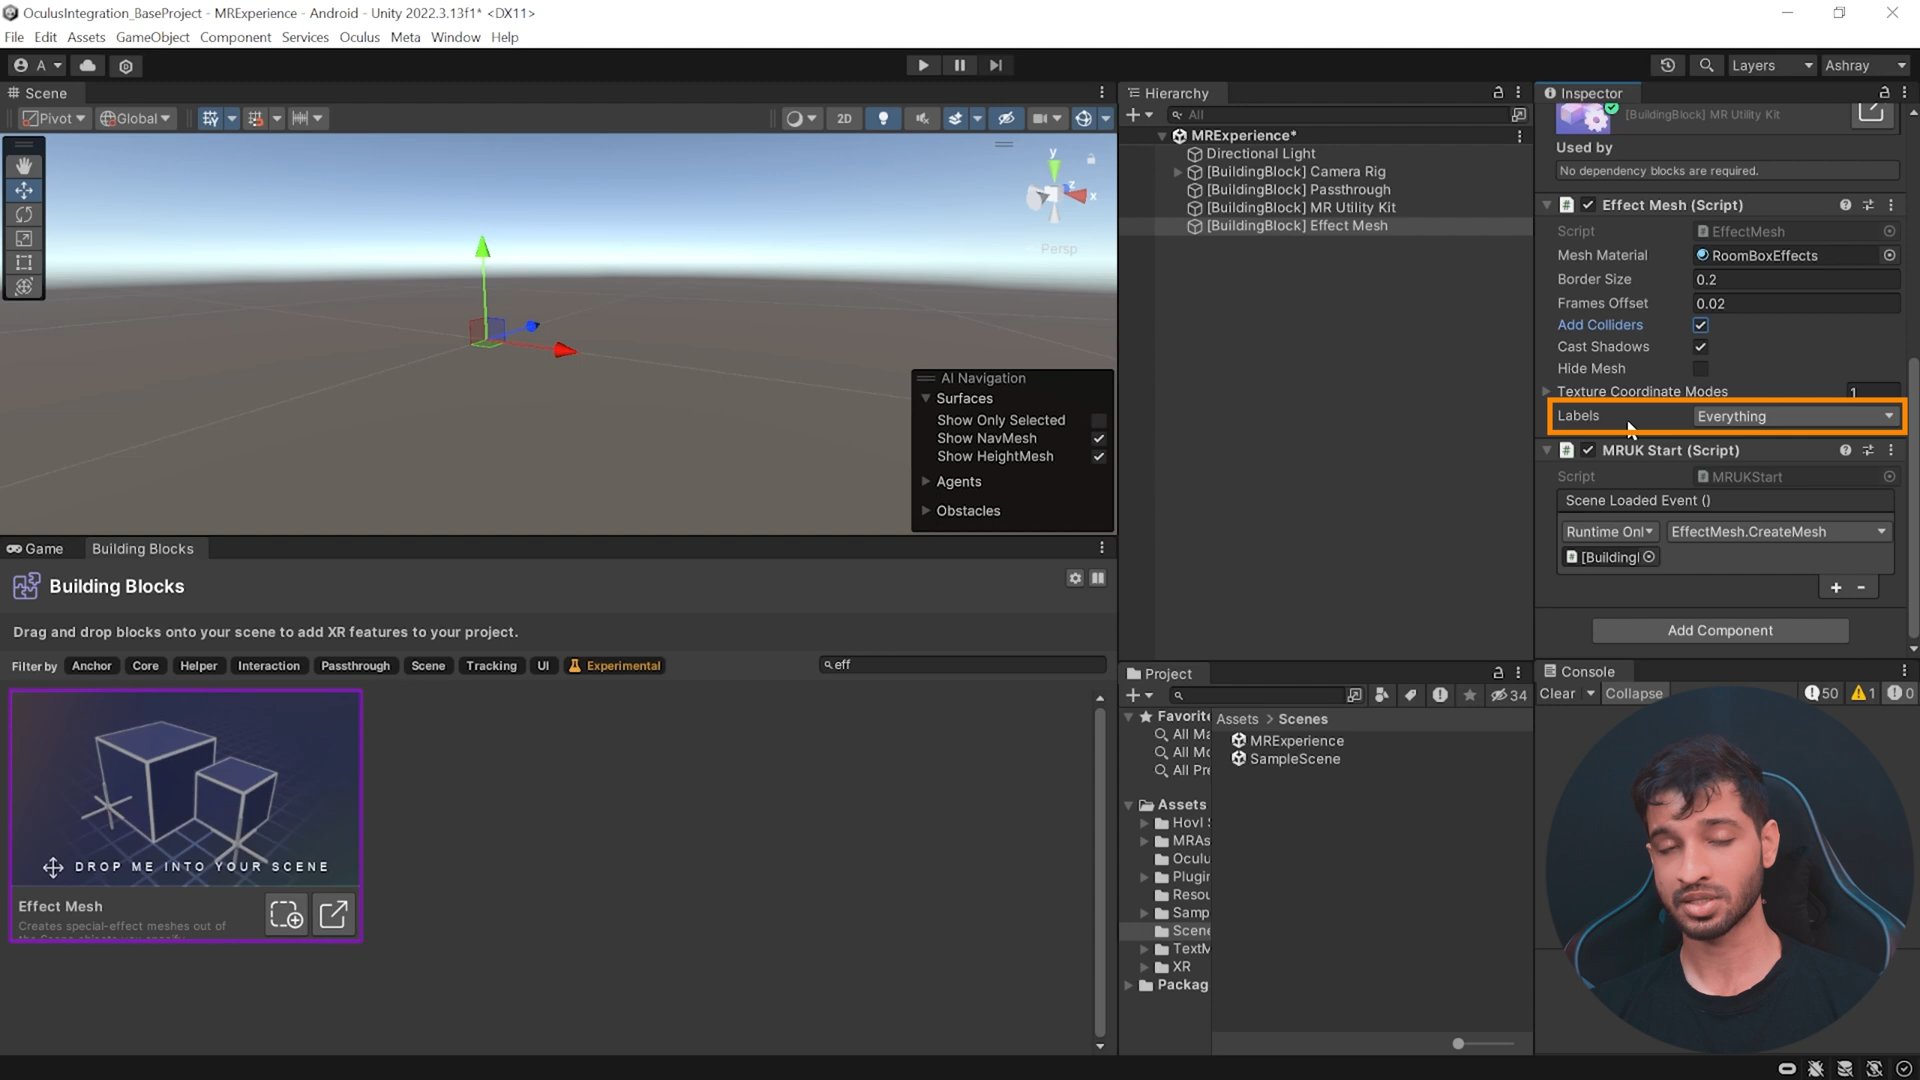 OculusIntegration_BaseProject - MRExperience - Android - Unity 2022.3.13f1* <DX11>
File Edit Assets GameObject Component Services Oculus Meta Window Help
A
Layers
Ashray
Scene
Pivot
Global
2D
y
x
z
Persp
AI Navigation
Surfaces
Show Only Selected
Show NavMesh
Show HeightMesh
Agents
Obstacles
Game
Building Blocks
Building Blocks
Drag and drop blocks onto your scene to add XR features to your project.
Filter by Anchor Core Helper Interaction Passthrough Scene Tracking UI Experimental
eff
DROP ME INTO YOUR SCENE
Effect Mesh
Creates special-effect meshes out of
Hierarchy
All
MRExperience*
Directional Light
[BuildingBlock] Camera Rig
[BuildingBlock] Passthrough
[BuildingBlock] MR Utility Kit
[BuildingBlock] Effect Mesh
Project
34
Favorite
All Ma
All Mo
All Pre
Assets
Hovl S
MRAs
Oculu
Plugin
Resou
Samp
Scene
TextM
XR
Packag
Assets > Scenes
MRExperience
SampleScene
Inspector
[BuildingBlock] MR Utility Kit
Used by
No dependency blocks are required.
Effect Mesh (Script)
Script EffectMesh
Mesh Material RoomBoxEffects
Border Size 0.2
Frames Offset 0.02
Add Colliders
Cast Shadows
Hide Mesh
Texture Coordinate Modes 1
Labels Everything
MRUK Start (Script)
Script MRUKStart
Scene Loaded Event ()
Runtime Onl EffectMesh.CreateMesh
[Building
Add Component
Console
Clear Collapse 50 1 0